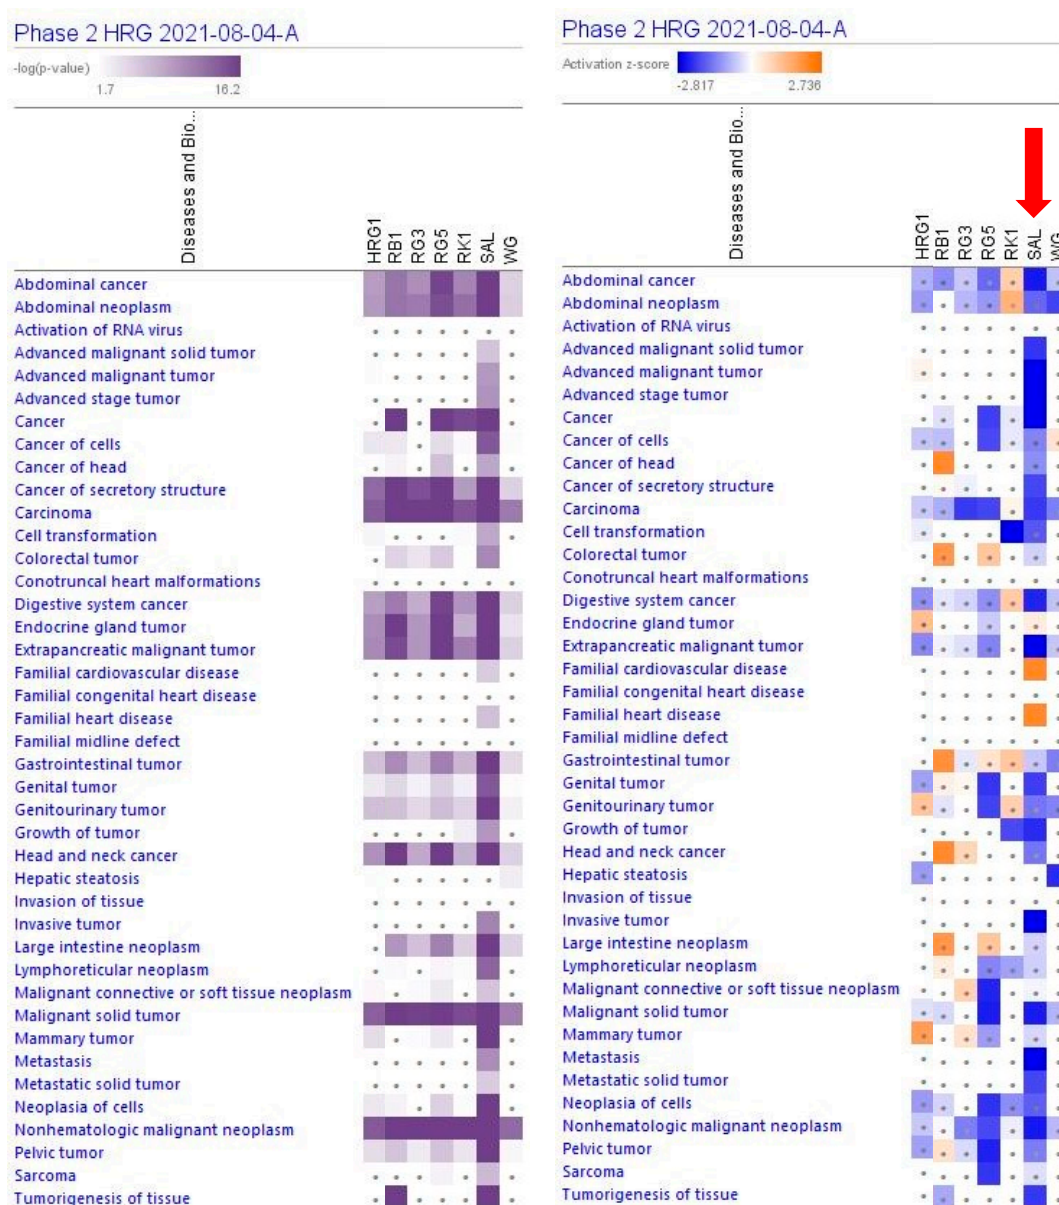 Phase 2 HRG 2021-08-04-A
-log(p-value)
1.7 16.2
Diseases and Bio...
HRG1
RB1
RG3
RG5
RK1
SAL
WG
Abdominal cancer
Abdominal neoplasm
Activation of RNA virus
Advanced malignant solid tumor
Advanced malignant tumor
Advanced stage tumor
Cancer
Cancer of cells
Cancer of head
Cancer of secretory structure
Carcinoma
Cell transformation
Colorectal tumor
Conotruncal heart malformations
Digestive system cancer
Endocrine gland tumor
Extrapancreatic malignant tumor
Familial cardiovascular disease
Familial congenital heart disease
Familial heart disease
Familial midline defect
Gastrointestinal tumor
Genital tumor
Genitourinary tumor
Growth of tumor
Head and neck cancer
Hepatic steatosis
Invasion of tissue
Invasive tumor
Large intestine neoplasm
Lymphoreticular neoplasm
Malignant connective or soft tissue neoplasm
Malignant solid tumor
Mammary tumor
Metastasis
Metastatic solid tumor
Neoplasia of cells
Nonhematologic malignant neoplasm
Pelvic tumor
Sarcoma
Tumorigenesis of tissue
Phase 2 HRG 2021-08-04-A
Activation z-score
-2.817 2.736
Diseases and Bio...
HRG1
RB1
RG3
RG5
RK1
SAL
WG
Abdominal cancer
Abdominal neoplasm
Activation of RNA virus
Advanced malignant solid tumor
Advanced malignant tumor
Advanced stage tumor
Cancer
Cancer of cells
Cancer of head
Cancer of secretory structure
Carcinoma
Cell transformation
Colorectal tumor
Conotruncal heart malformations
Digestive system cancer
Endocrine gland tumor
Extrapancreatic malignant tumor
Familial cardiovascular disease
Familial congenital heart disease
Familial heart disease
Familial midline defect
Gastrointestinal tumor
Genital tumor
Genitourinary tumor
Growth of tumor
Head and neck cancer
Hepatic steatosis
Invasion of tissue
Invasive tumor
Large intestine neoplasm
Lymphoreticular neoplasm
Malignant connective or soft tissue neoplasm
Malignant solid tumor
Mammary tumor
Metastasis
Metastatic solid tumor
Neoplasia of cells
Nonhematologic malignant neoplasm
Pelvic tumor
Sarcoma
Tumorigenesis of tissue